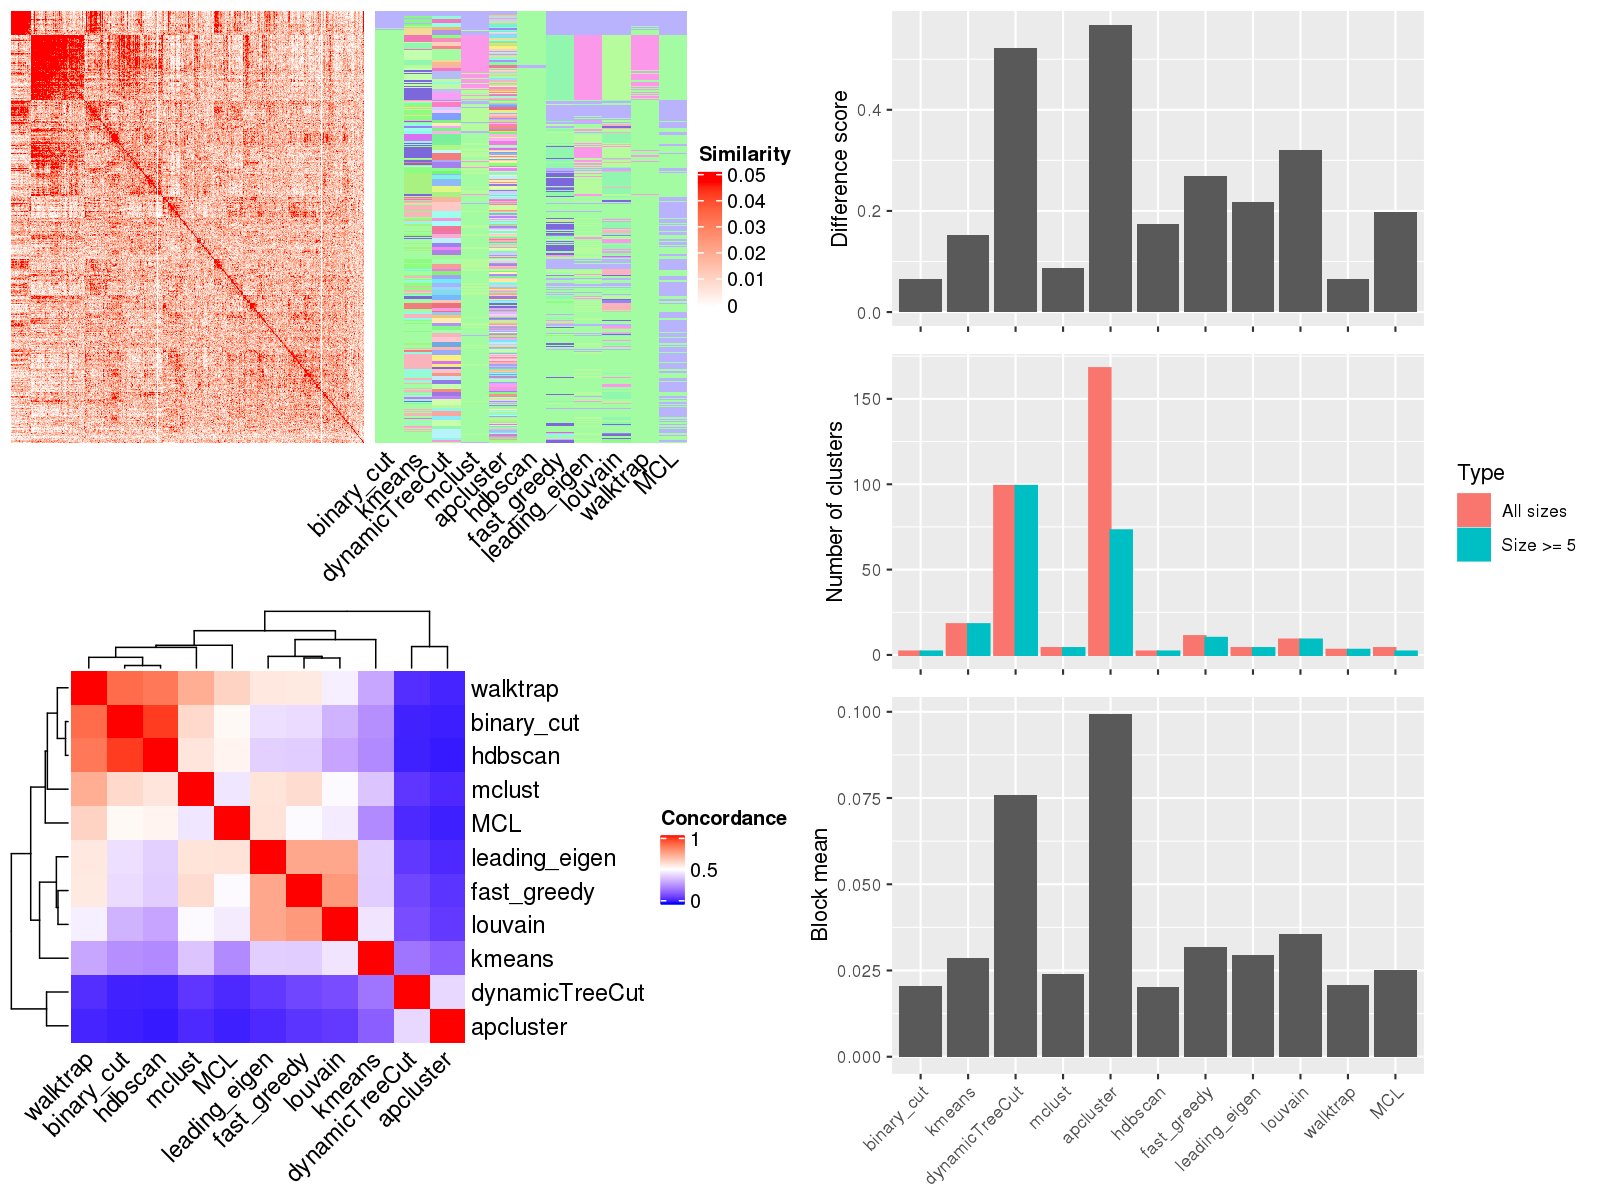 Similarity
0.05
0.04
0.03
0.02
0.01
0
binary_cut
kmeans
dynamicTreeCut
mclust
apcluster
hdbscan
fast_greedy
leading_eigen
louvain
walktrap
MCL
walktrap
binary_cut
hdbscan
mclust
MCL
leading_eigen
fast_greedy
louvain
kmeans
dynamicTreeCut
apcluster
walktrap
binary_cut
hdbscan
mclust
MCL
leading_eigen
fast_greedy
louvain
kmeans
dynamicTreeCut
apcluster
Concordance
1
0.5
0
Difference score
0.4
0.2
0.0
Number of clusters
150
100
50
0
Type
All sizes
Size >= 5
Block mean
0.100
0.075
0.050
0.025
0.000
binary_cut
kmeans
dynamicTreeCut
mclust
apcluster
hdbscan
fast_greedy
leading_eigen
louvain
walktrap
MCL